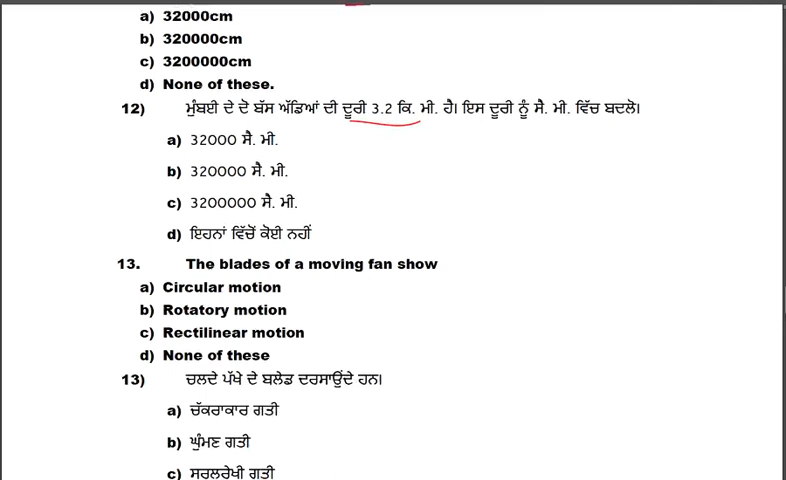 a) 32000cm
b) 320000cm
c) 3200000cm
d) None of these.
12) ਮੁੰਬਈ ਦੇ ਦੋ ਬੱਸ ਅੱਡਿਆਂ ਦੀ ਦੂਰੀ 3.2 ਕਿ. ਮੀ. ਹੈ। ਇਸ ਦੂਰੀ ਨੂੰ ਸੈ. ਮੀ. ਵਿੱਚ ਬਦਲੋ।
a) 32000 ਸੈ. ਮੀ.
b) 320000 ਸੈ. ਮੀ.
c) 3200000 ਸੈ. ਮੀ.
d) ਇਹਨਾਂ ਵਿੱਚੋਂ ਕੋਈ ਨਹੀਂ
13. The blades of a moving fan show
a) Circular motion
b) Rotatory motion
c) Rectilinear motion
d) None of these
13) ਚਲਦੇ ਪੱਖੇ ਦੇ ਬਲੇਡ ਦਰਸਾਉਂਦੇ ਹਨ।
a) ਚੱਕਰਾਕਾਰ ਗਤੀ
b) ਘੁੰਮਣ ਗਤੀ
c) ਸਰਲਰੇਖੀ ਗਤੀ